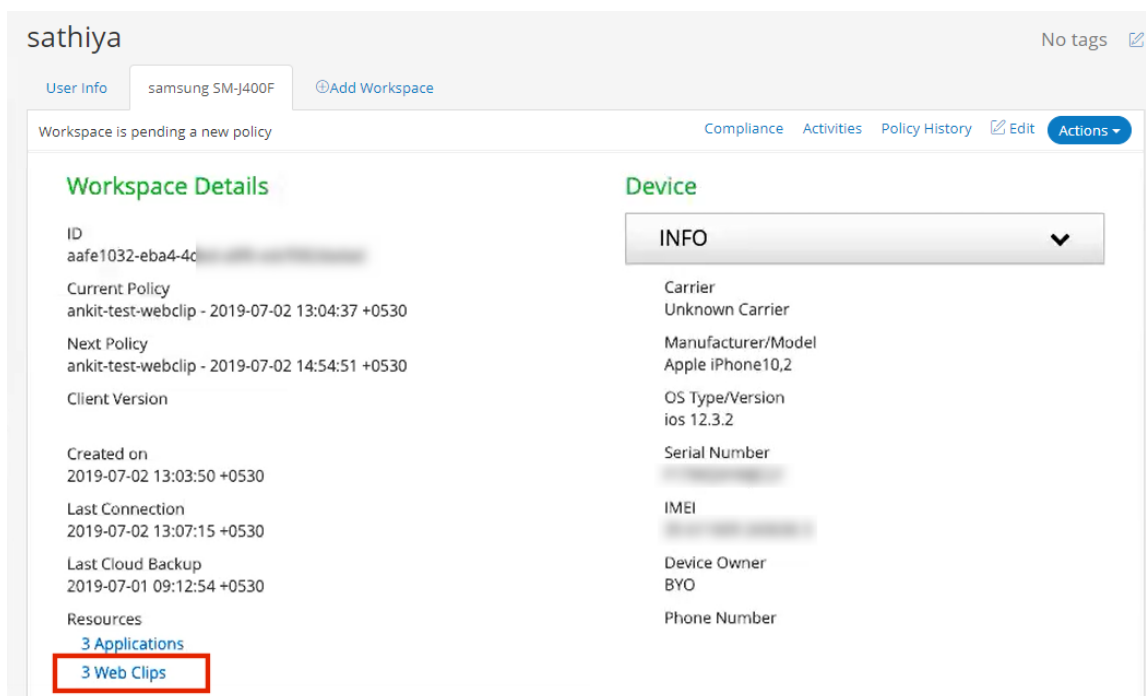 sathiya
No tags
User Info
samsung SM-J400F
Add Workspace
Workspace is pending a new policy
Compliance
Activities
Policy History
Edit
Actions
Workspace Details
ID
aafe1032-eba4-4d
Current Policy
ankit-test-webclip - 2019-07-02 13:04:37 +0530
Next Policy
ankit-test-webclip - 2019-07-02 14:54:51 +0530
Client Version
Created on
2019-07-02 13:03:50 +0530
Last Connection
2019-07-02 13:07:15 +0530
Last Cloud Backup
2019-07-01 09:12:54 +0530
Resources
3 Applications
3 Web Clips
Device
INFO
Carrier
Unknown Carrier
Manufacturer/Model
Apple iPhone10,2
OS Type/Version
ios 12.3.2
Serial Number
IMEI
Device Owner
BYO
Phone Number